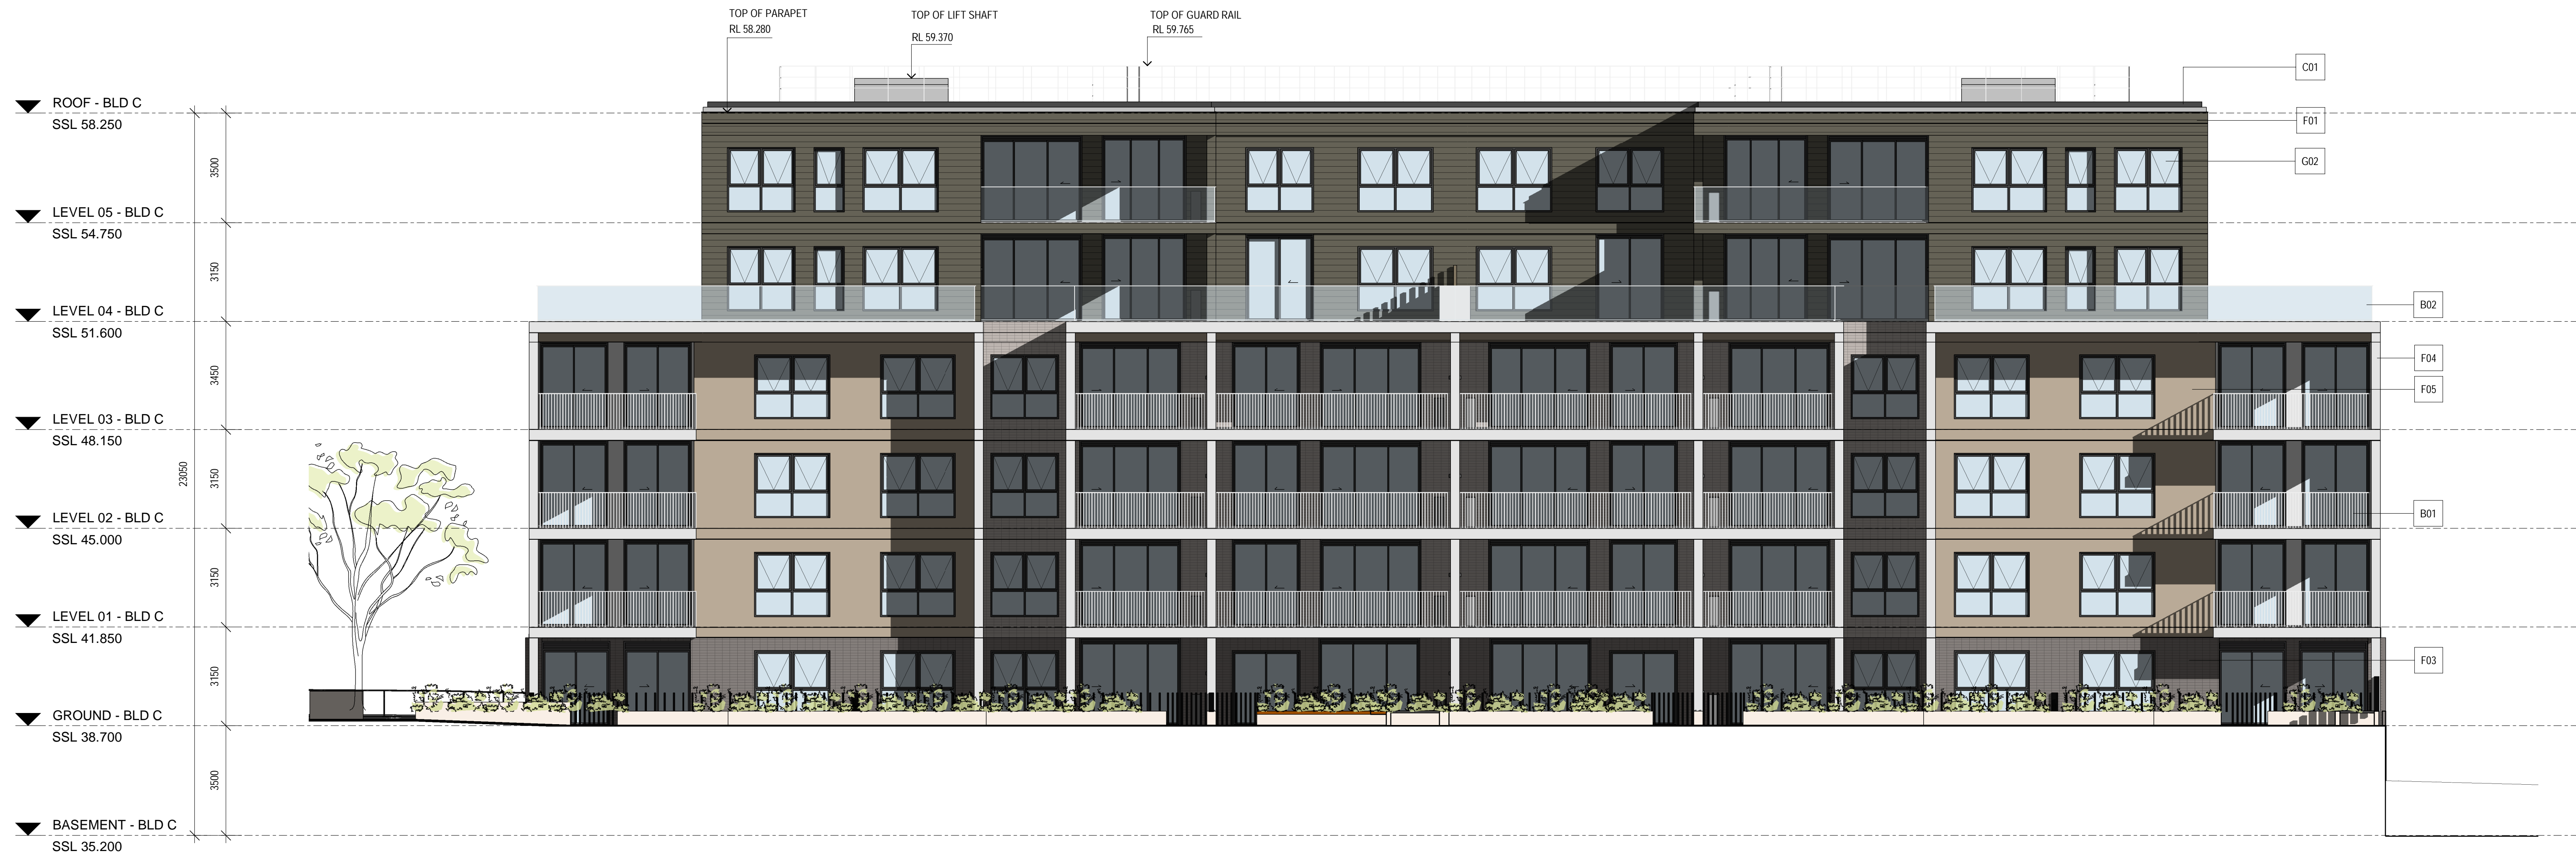 TOP OF PARAPET
RL 58.280
TOP OF LIFT SHAFT
RL 59.370
TOP OF GUARD RAIL
RL 59.765
C01
ROOF - BLD C
SSL 58.250
F01
3500
G02
LEVEL 05 - BLD C
SSL 54.750
3150
B02
LEVEL 04 - BLD C
SSL 51.600
F04
3450
F05
LEVEL 03 - BLD C
SSL 48.150
23050
3150
B01
LEVEL 02 - BLD C
SSL 45.000
3150
LEVEL 01 - BLD C
SSL 41.850
F03
3150
GROUND - BLD C
SSL 38.700
3500
BASEMENT - BLD C
SSL 35.200